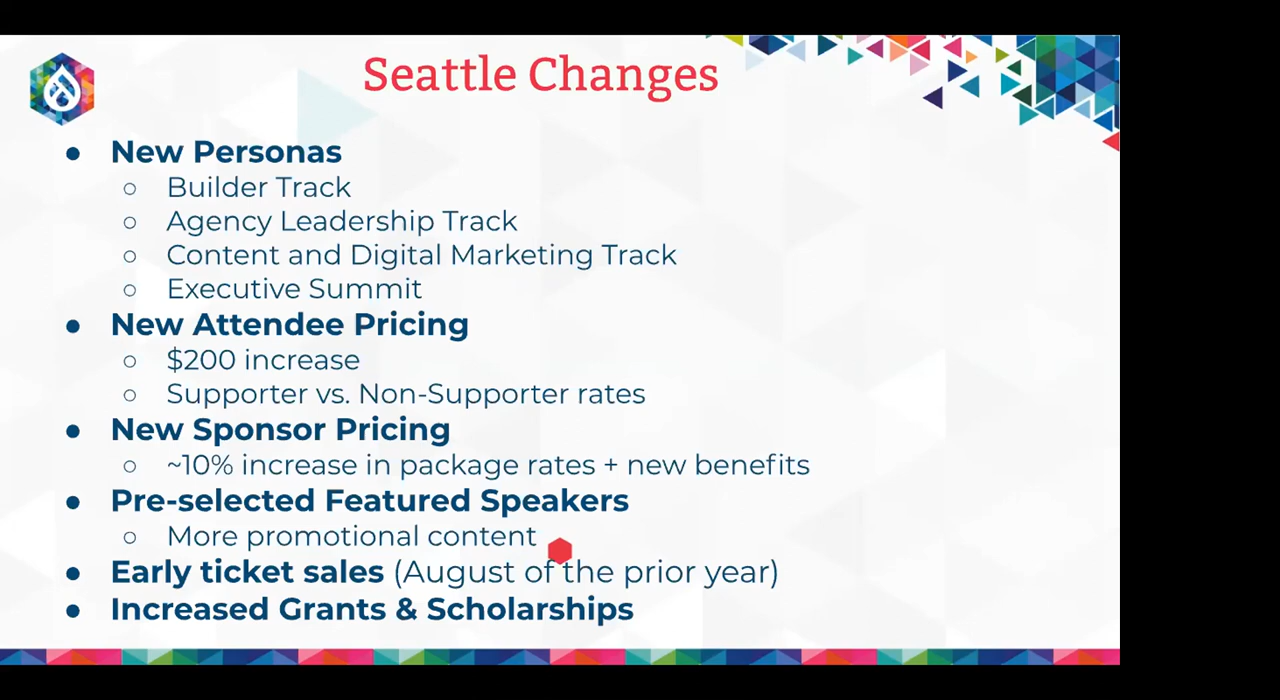 Seattle Changes
● New Personas
○ Builder Track
○ Agency Leadership Track
○ Content and Digital Marketing Track
○ Executive Summit
● New Attendee Pricing
○ $200 increase
○ Supporter vs. Non-Supporter rates
● New Sponsor Pricing
○ ~10% increase in package rates + new benefits
● Pre-selected Featured Speakers
○ More promotional content
● Early ticket sales (August of the prior year)
● Increased Grants & Scholarships